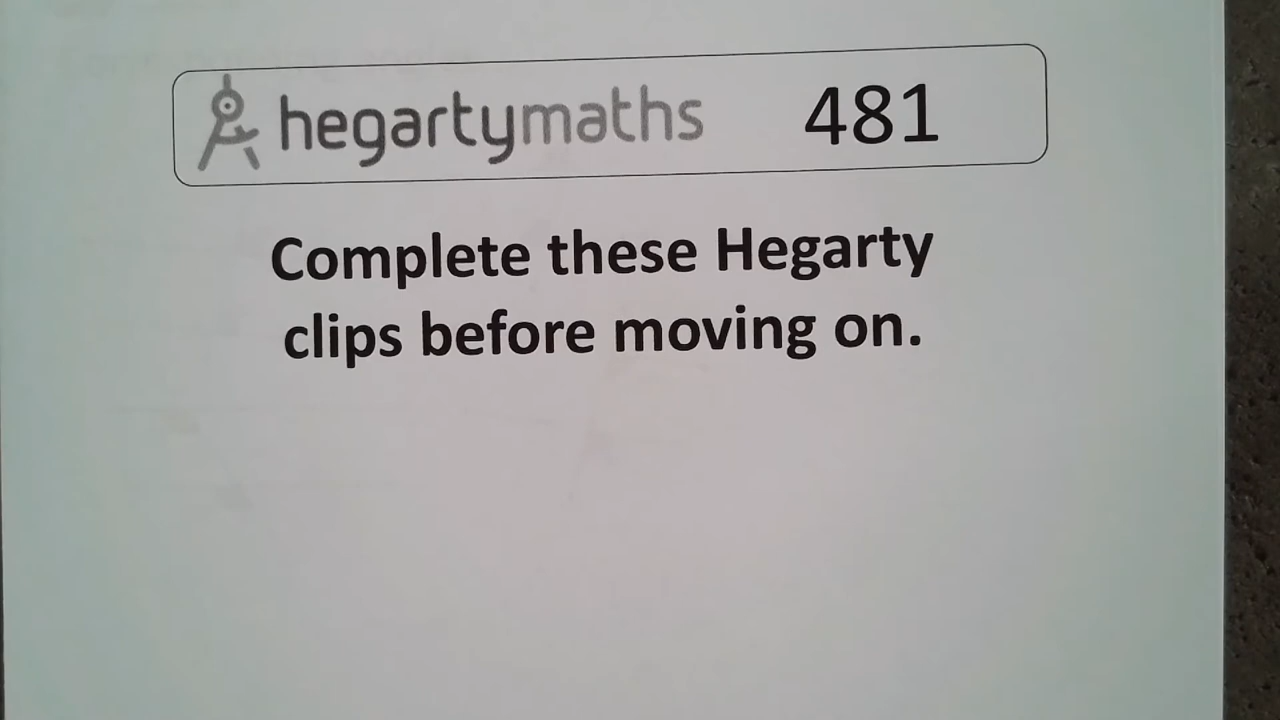 hegartymaths 481
Complete these Hegarty
clips before moving on.